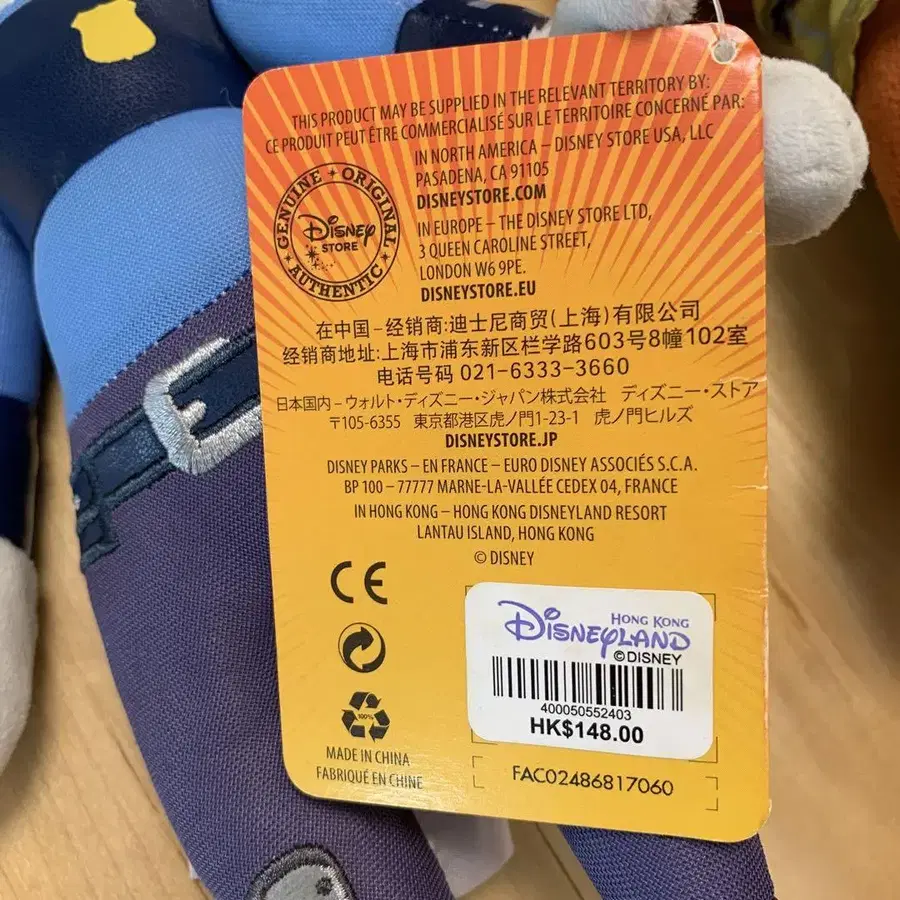 THIS PRODUCT MAY BE SUPPLIED IN THE RELEVANT TERRITORY BY:
CE PRODUIT PEUT ÊTRE COMMERCIALISÉ SUR LE TERRITOIRE CONCERNÉ PAR:
GENUINE ORIGINAL
DISNEY
STORE
AUTHENTIC
IN NORTH AMERICA – DISNEY STORE USA, LLC
PASADENA, CA 91105
DISNEYSTORE.COM
IN EUROPE – THE DISNEY STORE LTD,
3 QUEEN CAROLINE STREET,
LONDON W6 9PE.
DISNEYSTORE.EU
在中国-经销商:迪士尼商贸(上海)有限公司
经销商地址:上海市浦东新区栏学路603号8幢102室
电话号码 021-6333-3660
日本国内-ウォルト・ディズニー・ジャパン株式会社 ディズニー・ストア
〒105-6355 東京都港区虎ノ門1-23-1 虎ノ門ヒルズ
DISNEYSTORE.JP
DISNEY PARKS – EN FRANCE – EURO DISNEY ASSOCIÉS S.C.A.
BP 100 – 77777 MARNE-LA-VALLÉE CEDEX 04, FRANCE
IN HONG KONG – HONG KONG DISNEYLAND RESORT
LANTAU ISLAND, HONG KONG
© DISNEY
CE
100%
MADE IN CHINA
FABRIQUÉ EN CHINE
HONG KONG
DISNEYLAND
© DISNEY
400050552403
HK$148.00
FAC02486817060